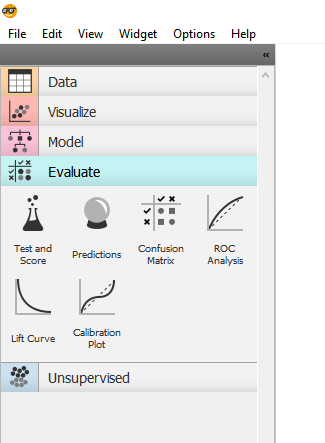 File Edit View Widget Options Help
«
Data
Visualize
Model
Evaluate
Test and Score
Predictions
Confusion Matrix
ROC Analysis
Lift Curve
Calibration Plot
Unsupervised